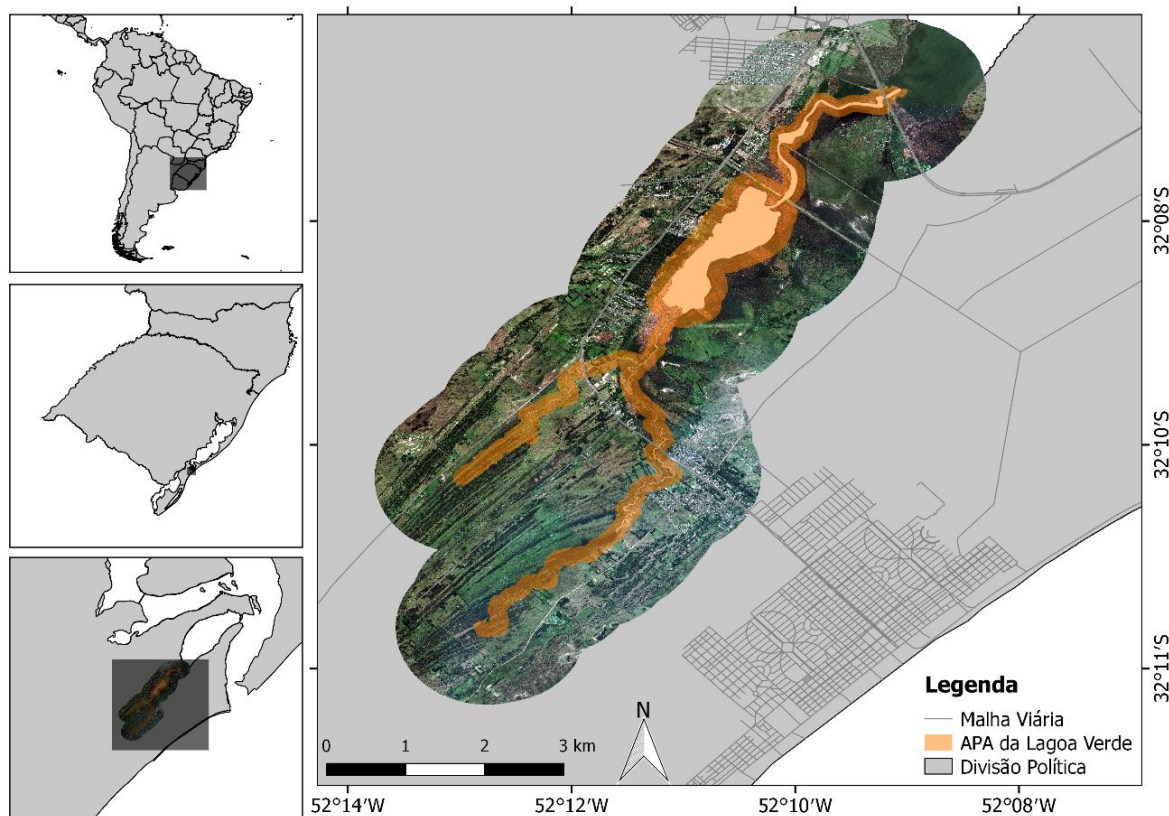 32°08'S
32°10'S
32°11'S
Legenda
Malha Viária
APA da Lagoa Verde
Divisão Política
N
0 1 2 3 km
52°14'W 52°12'W 52°10'W 52°08'W